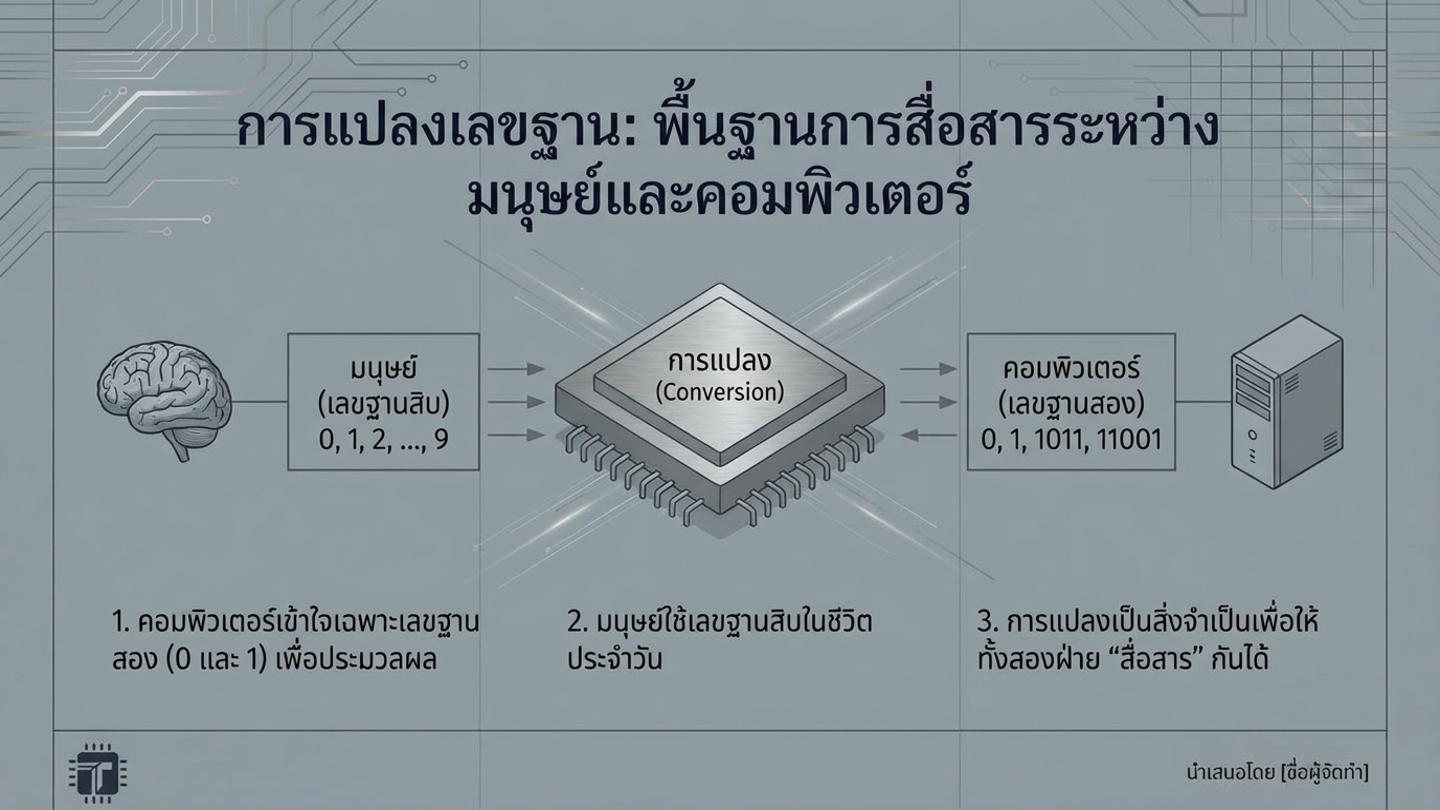 การแปลงเลขฐาน: พื้นฐานการสื่อสารระหว่าง
มนุษย์และคอมพิวเตอร์
มนุษย์
(เลขฐานสิบ)
0, 1, 2, ..., 9
การแปลง
(Conversion)
คอมพิวเตอร์
(เลขฐานสอง)
0, 1, 1011, 11001
1. คอมพิวเตอร์เข้าใจเฉพาะเลขฐาน
สอง (0 และ 1) เพื่อประมวลผล
2. มนุษย์ใช้เลขฐานสิบในชีวิต
ประจำวัน
3. การแปลงเป็นสิ่งจำเป็นเพื่อให้
ทั้งสองฝ่าย “สื่อสาร” กันได้
นำเสนอโดย [ชื่อผู้จัดทำ]